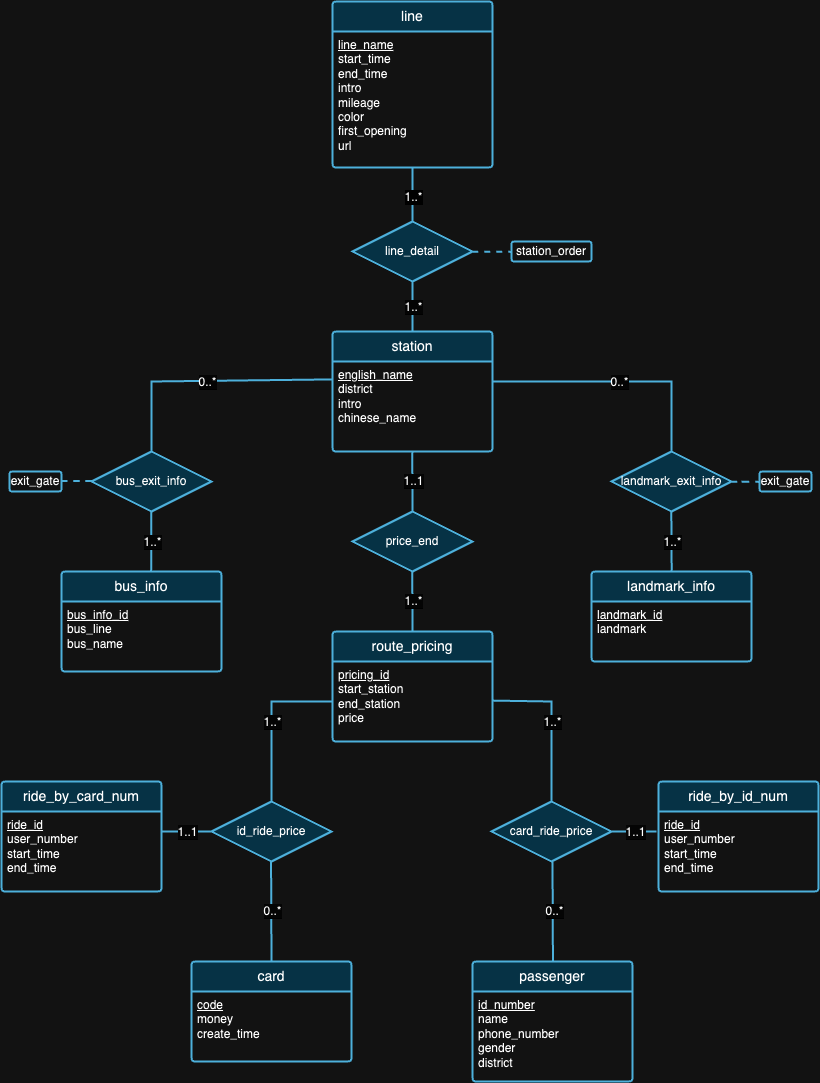 line
line_name
start_time
end_time
intro
mileage
color
first_opening
url
1..*
line_detail
station_order
1..*
station
english_name
district
intro
chinese_name
0..*
0..*
exit_gate
bus_exit_info
1..1
landmark_exit_info
exit_gate
1..*
price_end
1..*
bus_info
bus_info_id
bus_line
bus_name
landmark_info
landmark_id
landmark
1..*
route_pricing
pricing_id
start_station
end_station
price
1..*
1..*
ride_by_card_num
ride_id
user_number
start_time
end_time
1..1
id_ride_price
card_ride_price
1..1
ride_by_id_num
ride_id
user_number
start_time
end_time
0..*
0..*
card
code
money
create_time
passenger
id_number
name
phone_number
gender
district